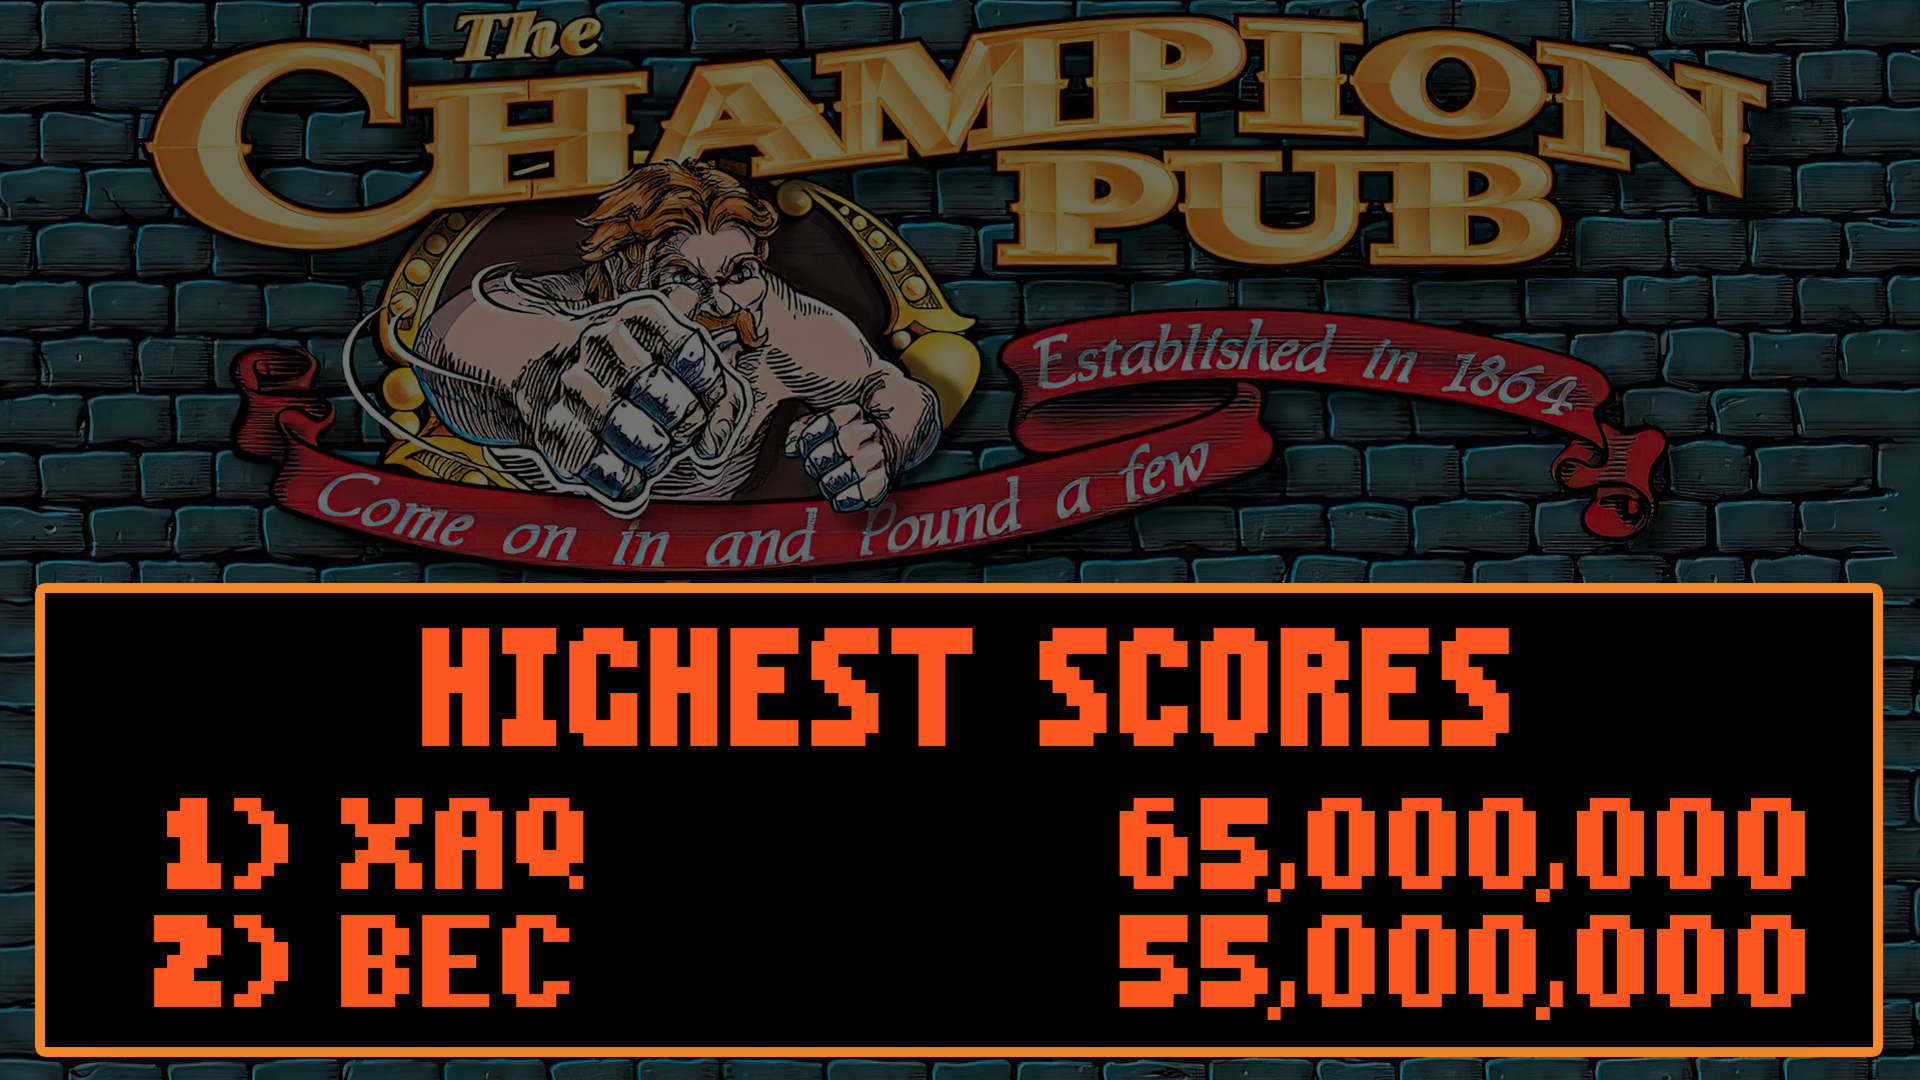 The
CHAMPION
PUB
Established in 1864
Come on in and Pound a few
HIGHEST SCORES
1) XAQ 65,000,000
2) BEC 55,000,000